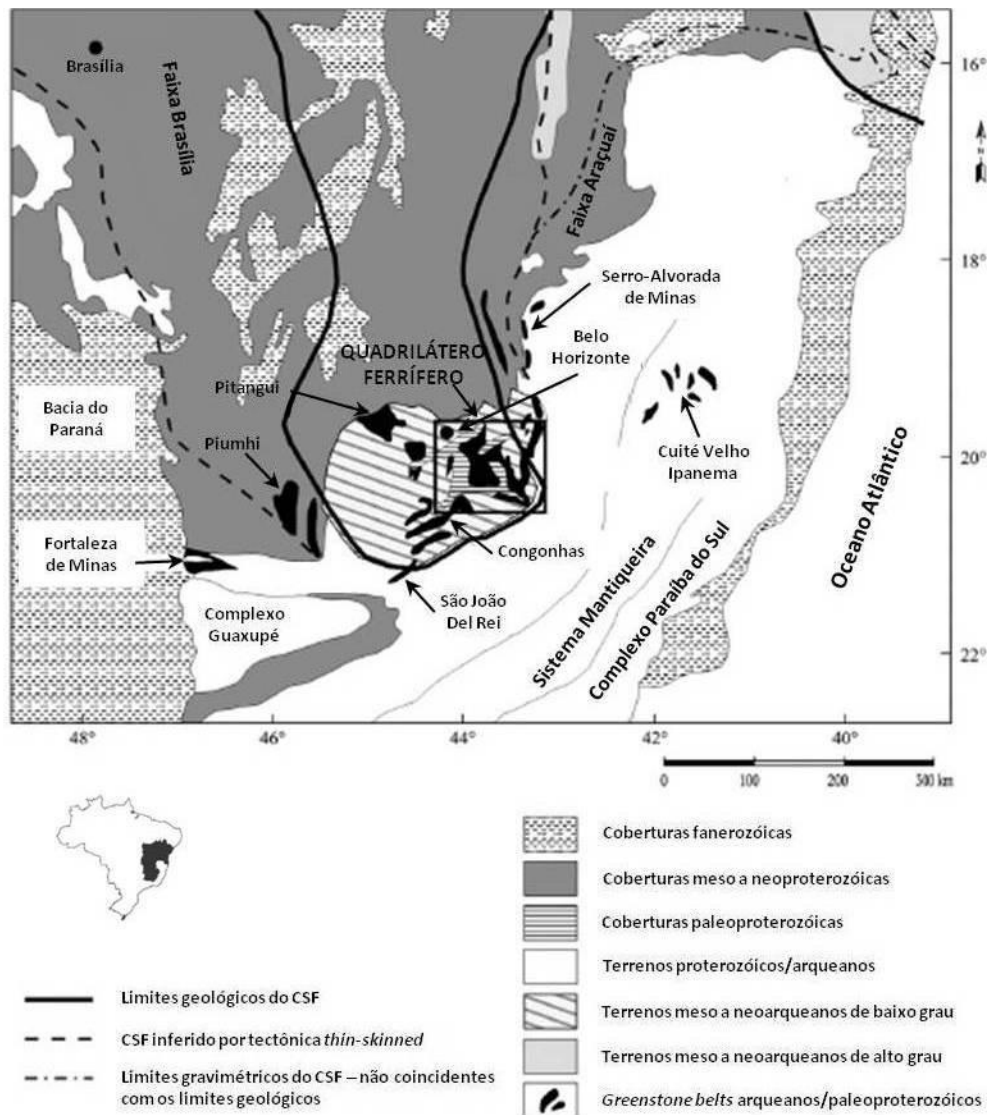 Brasília
Faixa Brasília
Faixa Araçuaí
16°
N
18°
Serro-Alvorada
de Minas
Belo
Horizonte
QUADRILÁTERO
FERRÍFERO
Pitangui
Bacia do
Paraná
Piumhi
Cuité Velho
Ipanema
20°
Oceano Atlântico
Fortaleza
de Minas
Congonhas
São João
Del Rei
Complexo
Guaxupé
Sistema Mantiqueira
Complexo Paraíba do Sul
22°
48°
46°
44°
42°
40°
0 100 200 300 km
Coberturas fanerozóicas
Coberturas meso a neoproterozóicas
Coberturas paleoproterozóicas
Terrenos proterozóicos/arqueanos
Terrenos meso a neoarqueanos de baixo grau
Terrenos meso a neoarqueanos de alto grau
Greenstone belts arqueanos/paleoproterozóicos
Limites geológicos do CSF
CSF inferido por tectônica thin-skinned
Limites gravimétricos do CSF – não coincidentes
com os limites geológicos